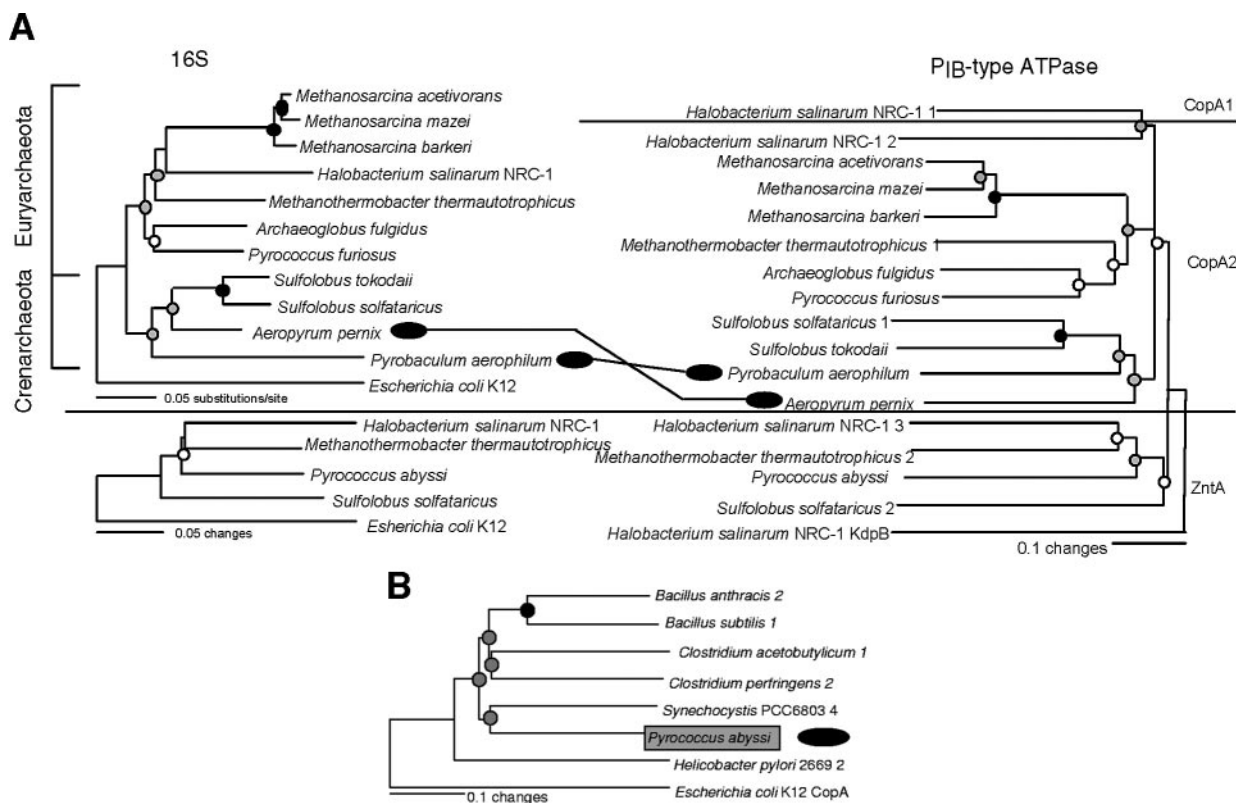 A
16S
PIB-type ATPase
Euryarchaeota
Crenarchaeota
Methanosarcina acetivorans
Methanosarcina mazei
Methanosarcina barkeri
Halobacterium salinarum NRC-1
Methanothermobacter thermautotrophicus
Archaeoglobus fulgidus
Pyrococcus furiosus
Sulfolobus tokodaii
Sulfolobus solfataricus
Aeropyrum pernix
Pyrobaculum aerophilum
Escherichia coli K12
0.05 substitutions/site
Halobacterium salinarum NRC-1
Methanothermobacter thermautotrophicus
Pyrococcus abyssi
Sulfolobus solfataricus
Esherichia coli K12
0.05 changes
Halobacterium salinarum NRC-1 1
Halobacterium salinarum NRC-1 2
Methanosarcina acetivorans
Methanosarcina mazei
Methanosarcina barkeri
Methanothermobacter thermautotrophicus 1
Archaeoglobus fulgidus
Pyrococcus furiosus
Sulfolobus solfataricus 1
Sulfolobus tokodaii
Pyrobaculum aerophilum
Aeropyrum pernix
Halobacterium salinarum NRC-1 3
Methanothermobacter thermautotrophicus 2
Pyrococcus abyssi
Sulfolobus solfataricus 2
Halobacterium salinarum NRC-1 KdpB
0.1 changes
CopA1
CopA2
ZntA
B
Bacillus anthracis 2
Bacillus subtilis 1
Clostridium acetobutylicum 1
Clostridium perfringens 2
Synechocystis PCC6803 4
Pyrococcus abyssi
Helicobacter pylori 2669 2
Escherichia coli K12 CopA
0.1 changes